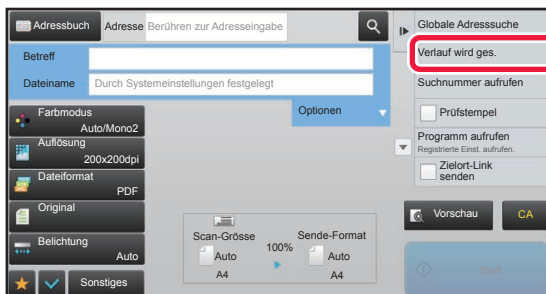 Adressbuch
Adresse
Berühren zur Adresseingabe
Betreff
Dateiname
Durch Systemeinstellungen festgelegt
Optionen
Farbmodus
Auto/Mono2
Auflösung
200x200dpi
Dateiformat
PDF
Original
Belichtung
Auto
Sonstiges
Scan-Grösse
Auto
A4
100%
Sende-Format
Auto
A4
Globale Adresssuche
Verlauf wird ges.
Suchnummer aufrufen
Prüfstempel
Programm aufrufen
Registrierte Einst. aufrufen.
Zielort-Link
senden
Vorschau
CA
Start